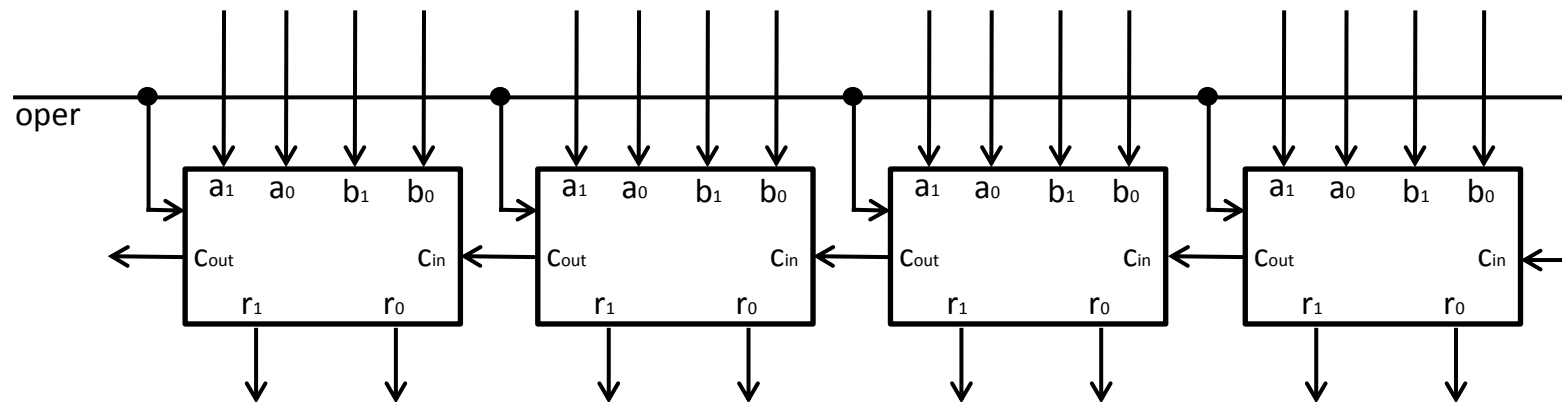 oper
a₁ a₀ b₁ b₀ a₁ a₀ b₁ b₀ a₁ a₀ b₁ b₀ a₁ a₀ b₁ b₀
cout cin cout cin cout cin cout cin
r₁ r₀ r₁ r₀ r₁ r₀ r₁ r₀